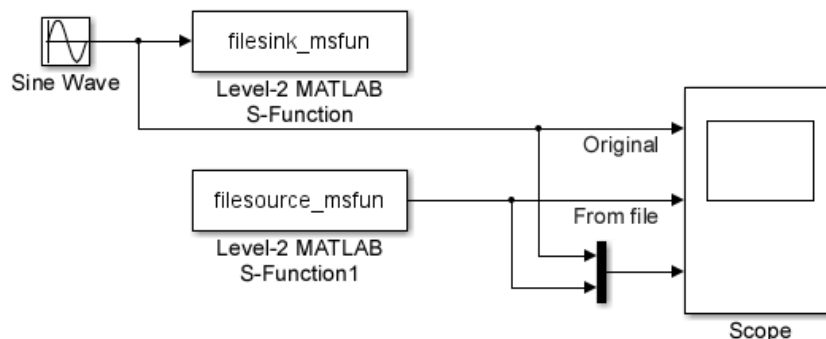 filesink_msfun
Sine Wave
Level-2 MATLAB
S-Function
Original
filesource_msfun
From file
Level-2 MATLAB
S-Function1
Scope